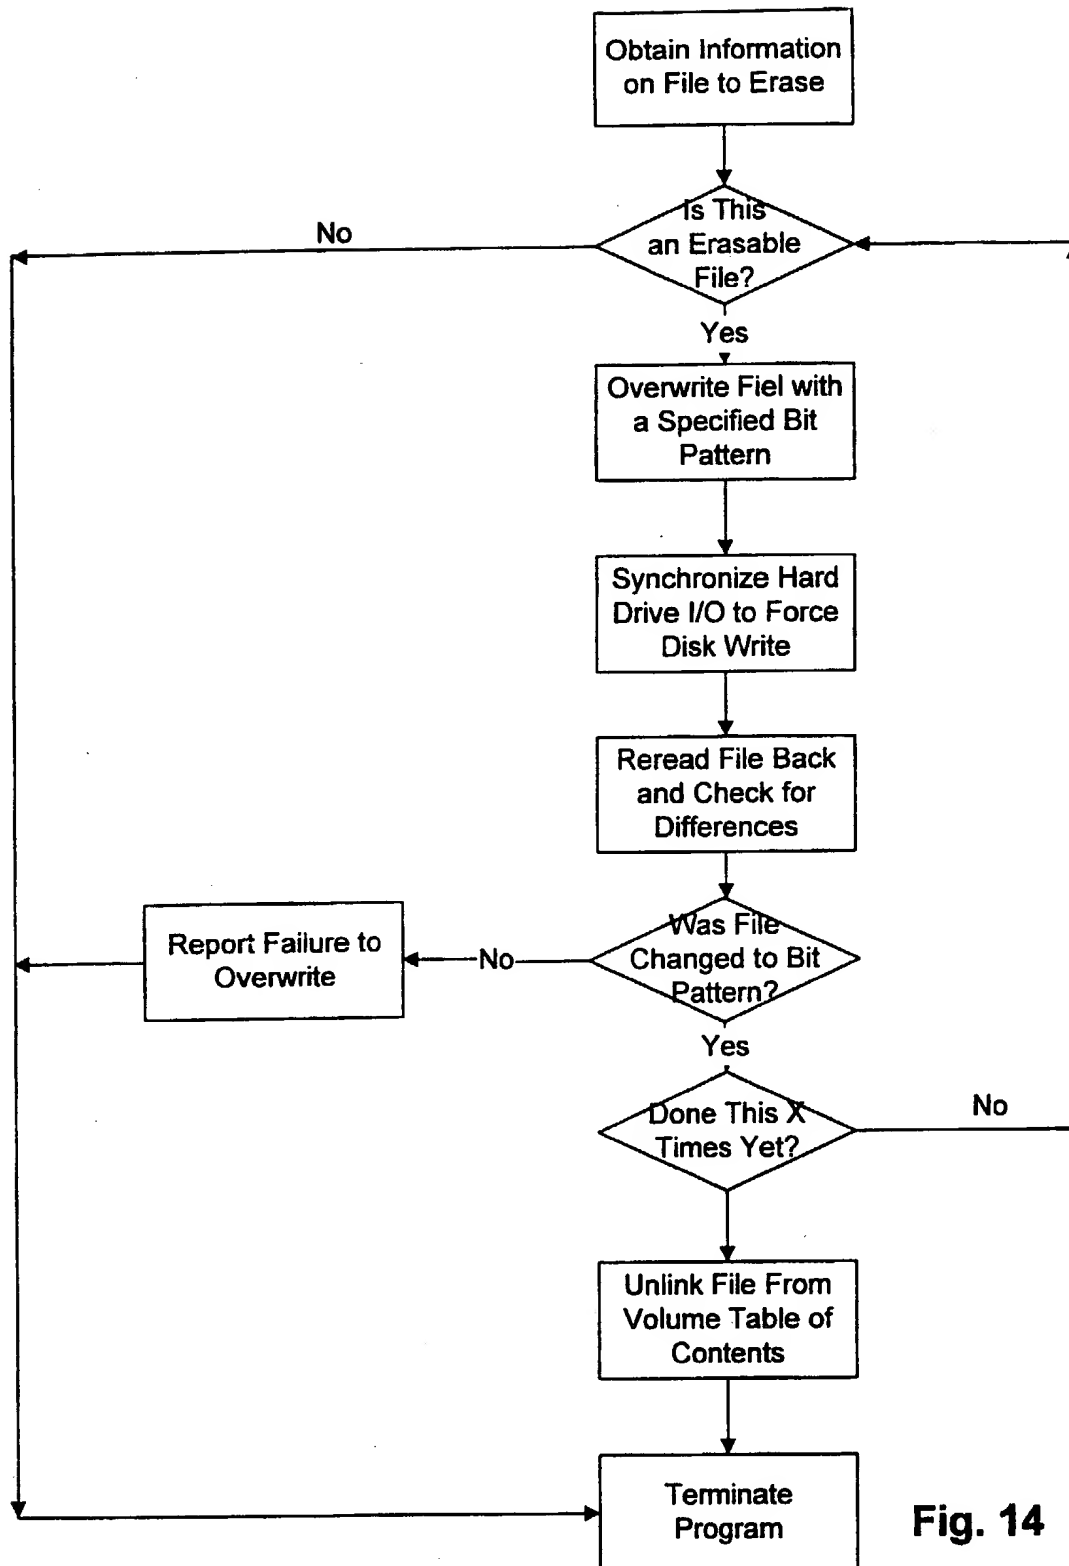 Obtain Information
on File to Erase
Is This
an Erasable
File?
No
Yes
Overwrite Fiel with
a Specified Bit
Pattern
Synchronize Hard
Drive I/O to Force
Disk Write
Reread File Back
and Check for
Differences
Was File
Changed to Bit
Pattern?
No
Report Failure to
Overwrite
Yes
Done This X
Times Yet?
No
Unlink File From
Volume Table of
Contents
Terminate
Program
Fig. 14